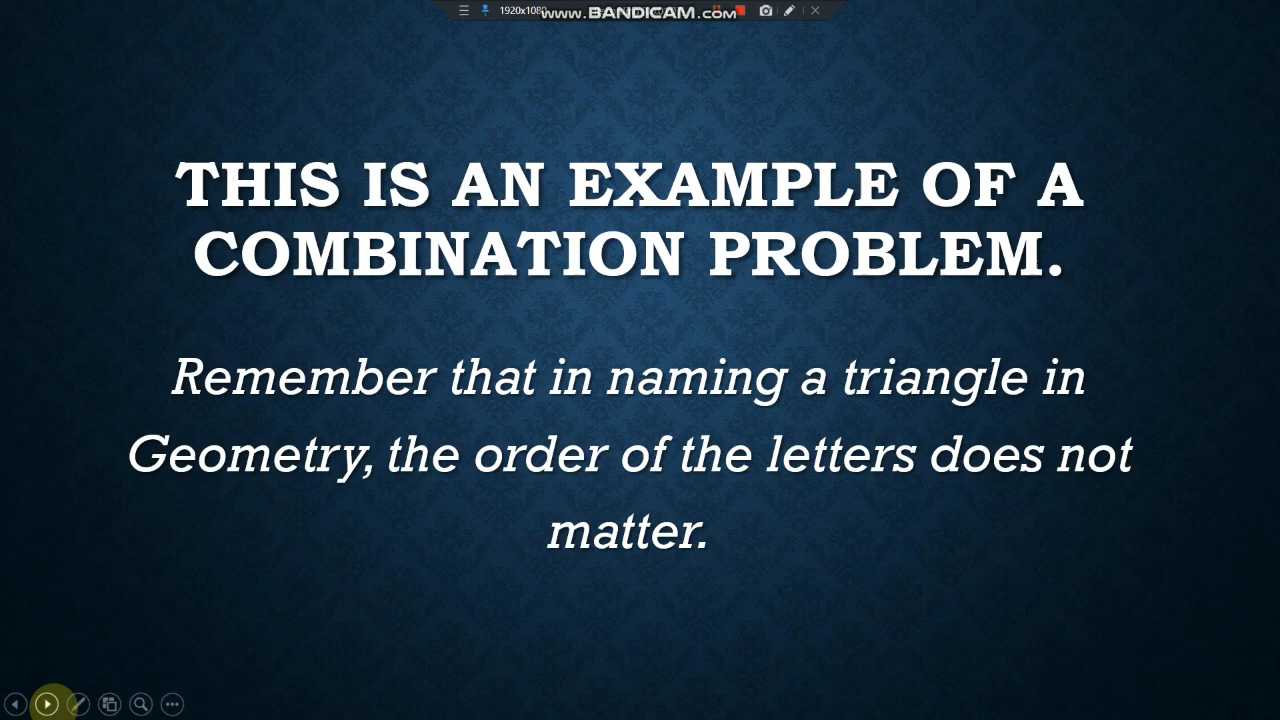 1920x1080
www.BANDICAM.com
THIS IS AN EXAMPLE OF A
COMBINATION PROBLEM.
Remember that in naming a triangle in
Geometry, the order of the letters does not
matter.